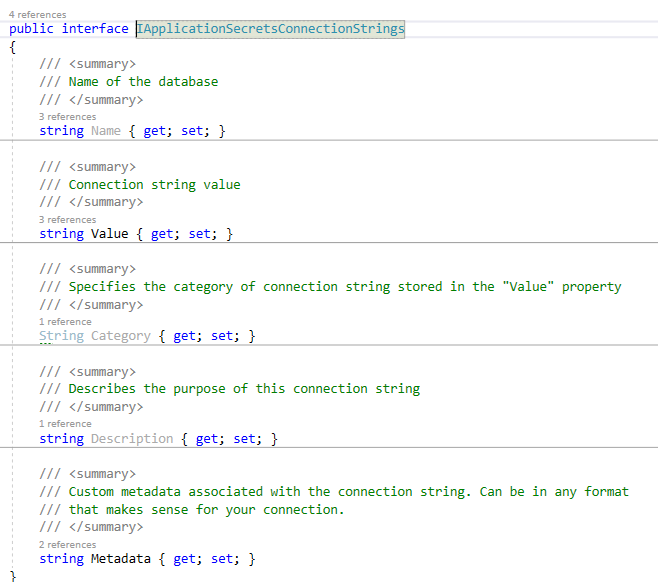 4 references
public interface IApplicationSecretsConnectionStrings
{
/// <summary>
/// Name of the database
/// </summary>
3 references
string Name { get; set; }
/// <summary>
/// Connection string value
/// </summary>
3 references
string Value { get; set; }
/// <summary>
/// Specifies the category of connection string stored in the "Value" property
/// </summary>
1 reference
String Category { get; set; }
/// <summary>
/// Describes the purpose of this connection string
/// </summary>
1 reference
string Description { get; set; }
/// <summary>
/// Custom metadata associated with the connection string. Can be in any format
/// that makes sense for your connection.
/// </summary>
2 references
string Metadata { get; set; }
}